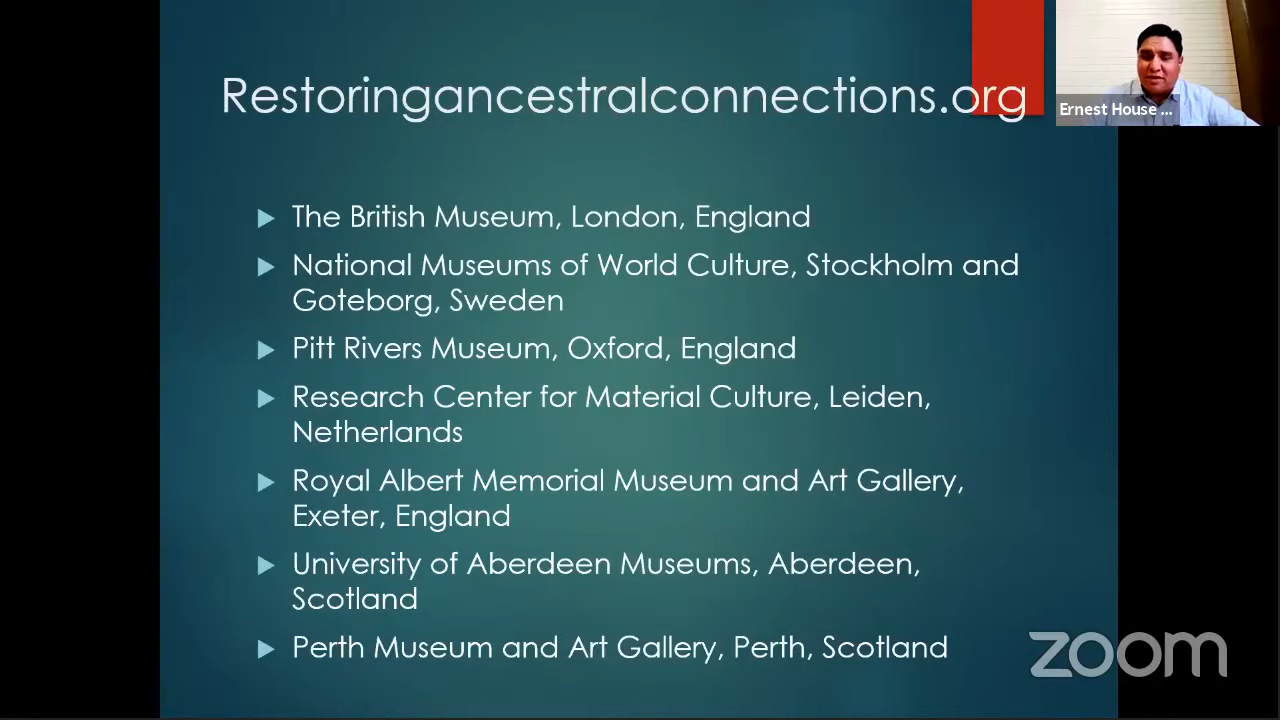 Restoringancestralconnections.org
Ernest House ...
The British Museum, London, England
National Museums of World Culture, Stockholm and
Goteborg, Sweden
Pitt Rivers Museum, Oxford, England
Research Center for Material Culture, Leiden,
Netherlands
Royal Albert Memorial Museum and Art Gallery,
Exeter, England
University of Aberdeen Museums, Aberdeen,
Scotland
Perth Museum and Art Gallery, Perth, Scotland
zoom